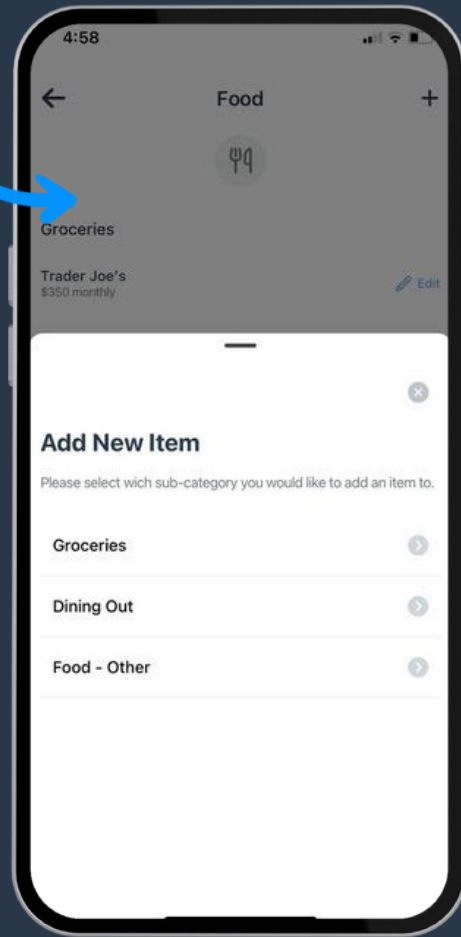 4:58
Food
Groceries
Trader Joe's
Edit
$350 monthly
Add New Item
Please select wich sub-category you would like to add an item to.
Groceries
Dining Out
Food - Other